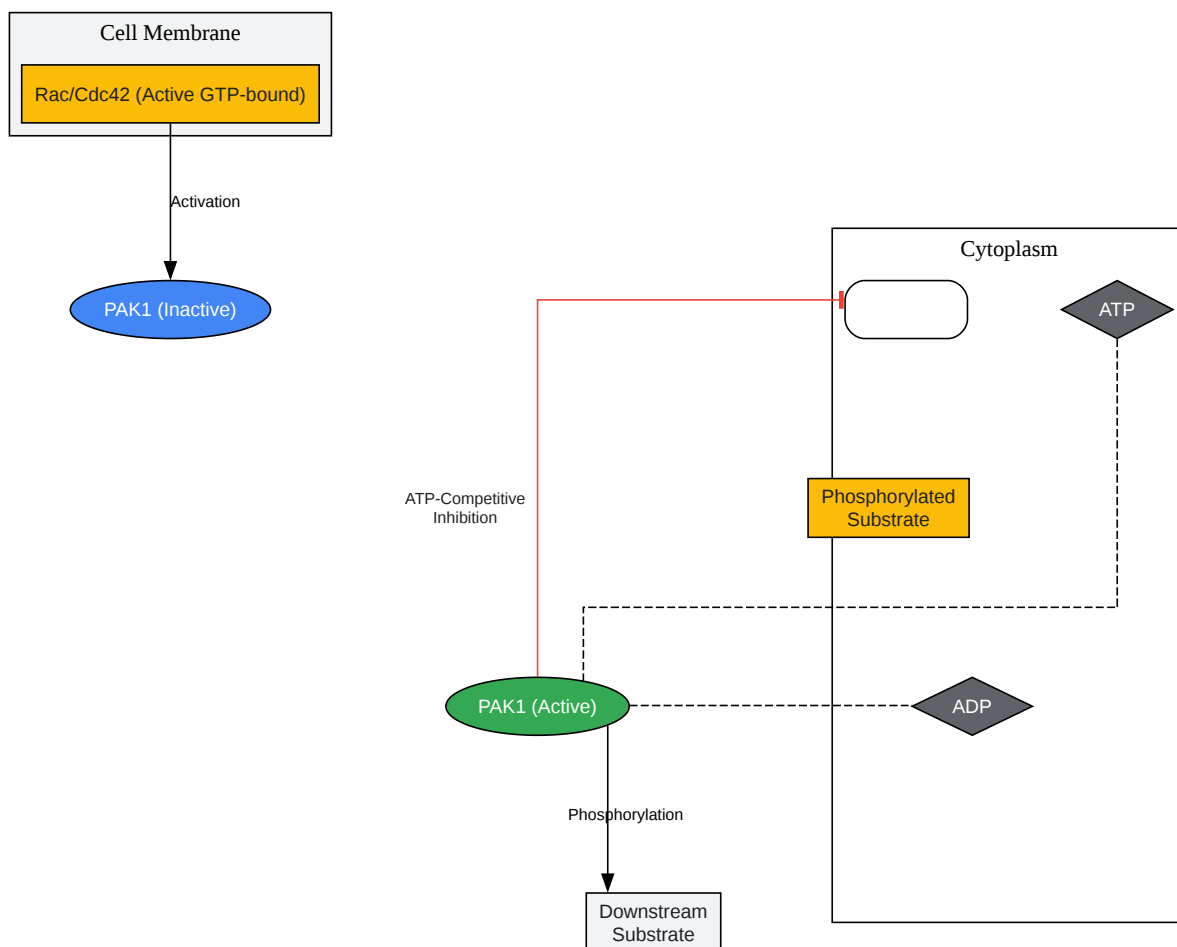 Cell Membrane
Rac/Cdc42 (Active GTP-bound)
Activation
Cytoplasm
PAK1 (Inactive)
ATP
ATP-Competitive
Inhibition
Phosphorylated
Substrate
PAK1 (Active)
ADP
Phosphorylation
Downstream
Substrate